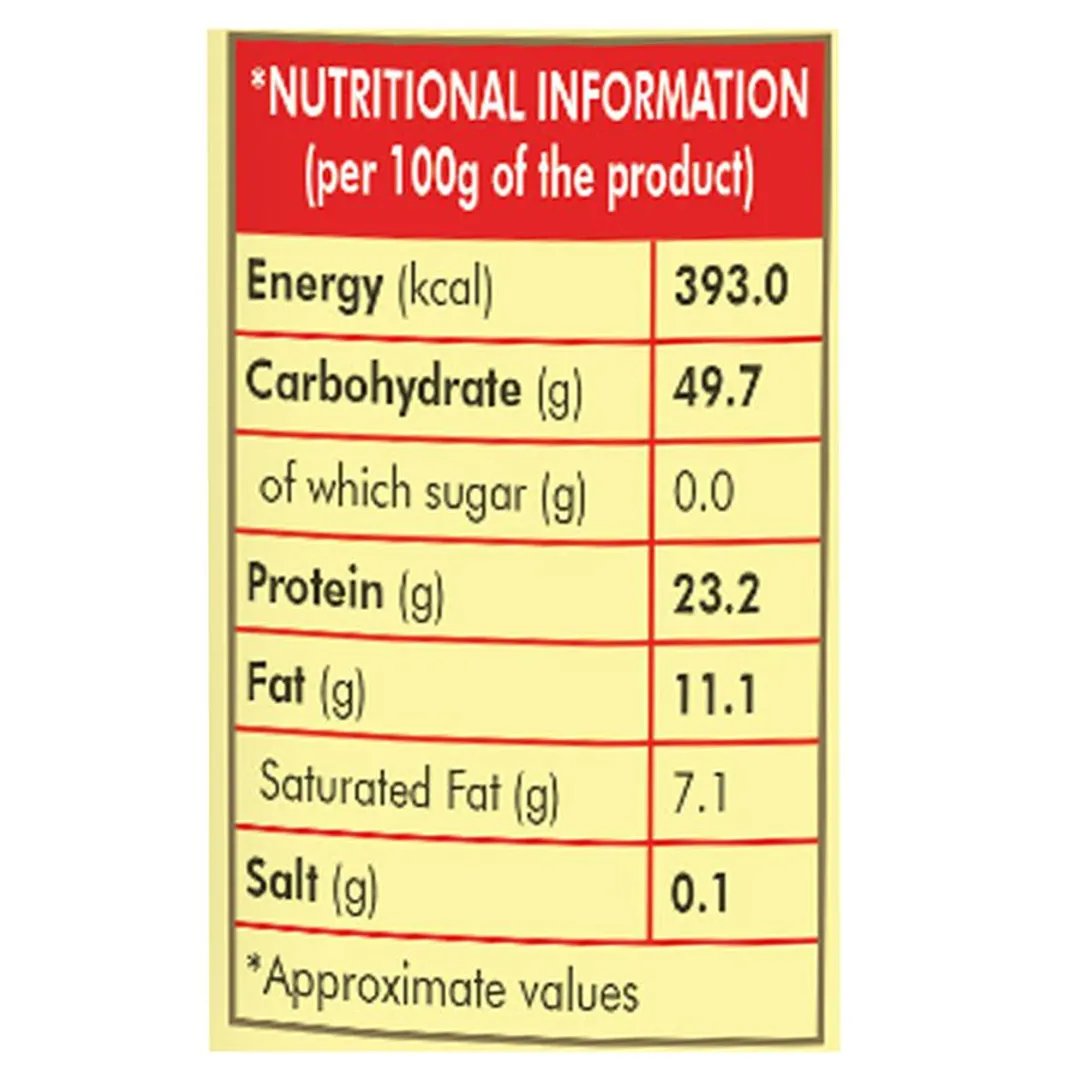 *NUTRITIONAL INFORMATION
(per 100g of the product)
Energy (kcal) 393.0
Carbohydrate (g) 49.7
of which sugar (g) 0.0
Protein (g) 23.2
Fat (g) 11.1
Saturated Fat (g) 7.1
Salt (g) 0.1
*Approximate values